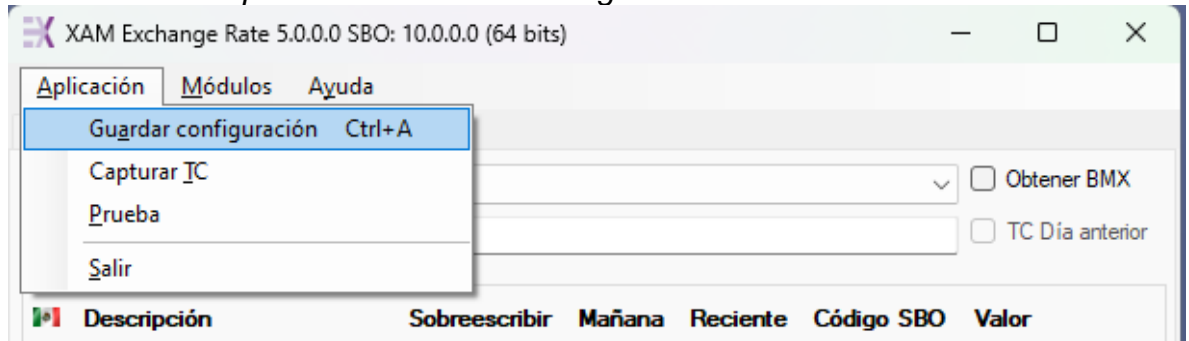 XAM Exchange Rate 5.0.0.0 SBO: 10.0.0.0 (64 bits)
Aplicación Módulos Ayuda
Guardar configuración Ctrl+A
Capturar TC
Obtener BMX
Prueba
TC Día anterior
Salir
Descripción Sobreescribir Mañana Reciente Código SBO Valor